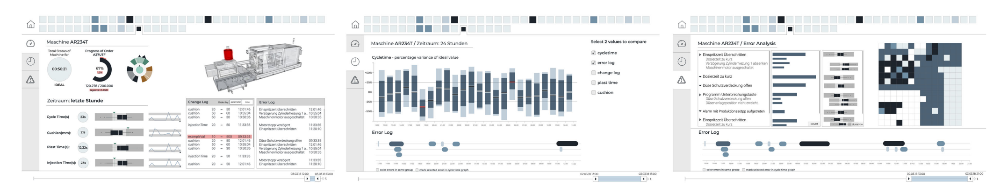 Maschine AR234T
Total Status of
Machine for
00:50:21
IDEAL
Progress of Order
A27UTF
67%
1.2%
120.278 / 200.000
rejects: 2.450
Zeitraum: letzte Stunde
Cycle Time(s)
23s
Cushion(mm):
21s
Plast Time(s):
12,32s
Injection Time(s):
23s
Change Log
Order by: parameter time
cushion 20 → 50 12:01:46
cushion 50 → 60 10:55:04
cushion 60 → 30 10:50:35
injectionTime 20 → 50 11:33:35
exampleVal 10 → 500 09:33:35
cushion 20 → 50 12:01:46
cushion 50 → 60 10:55:04
cushion 60 → 30 10:50:35
injectionTime 20 → 50 11:33:35
cushion 20 → 50 12:01:46
Error Log
Einspritzzeit überschritten 12:01:46
Verzögerung Zylinderheizung 1 a... 10:55:04
Maschinenmotor ausgeschaltet 10:50:35
Motorstopp verzögert 11:33:35
Einspritzzeit überschritten 11:20:10
Düse Schutzverdeckung offen 09:33:35
Einspritzzeit überschritten 12:01:46
Verzögerung Zylinderheizung 1 a... 10:55:04
Maschinenmotor ausgeschaltet 10:50:35
Motorstopp verzögert 11:33:35
Einspritzzeit überschritten 11:20:10
03.03.18 12:00 03.03.18 13:00
t
Maschine AR234T / Zeitraum: 24 Stunden
Cycletime - percentage variance of ideal value
+50%
+25%
0%
-25%
-50%
Select 2 values to compare
cycletime
error log
change log
plast time
cushion
Error Log
color errors in same group mark selected error in cycle time graph
02.03.18 13:00 03.03.18 13:00
t
Maschine AR234T / Error Analysis
Einspritzzeit Überschritten
Dosierzeit zu kurz
Verzögerung Zylinderhiezung 1 absenken
Maschinenmotor ausgeschaltet
Dosierzeit zu kurz
Düse Schutzverdeckung offen
Programm Unterbrechungstaste
Düse Schutzverdeckung offen
Düsenanlageposition nicht erreicht.
Alarm mit Produktionssotpp aufgetreten
Einspritzzeit Überschritten
Dosierzeit zu kurz
count
duration
Error Log
color errors in same group mark selected error in cycle time graph
02.03.18 13:00 03.03.18 21:00
t